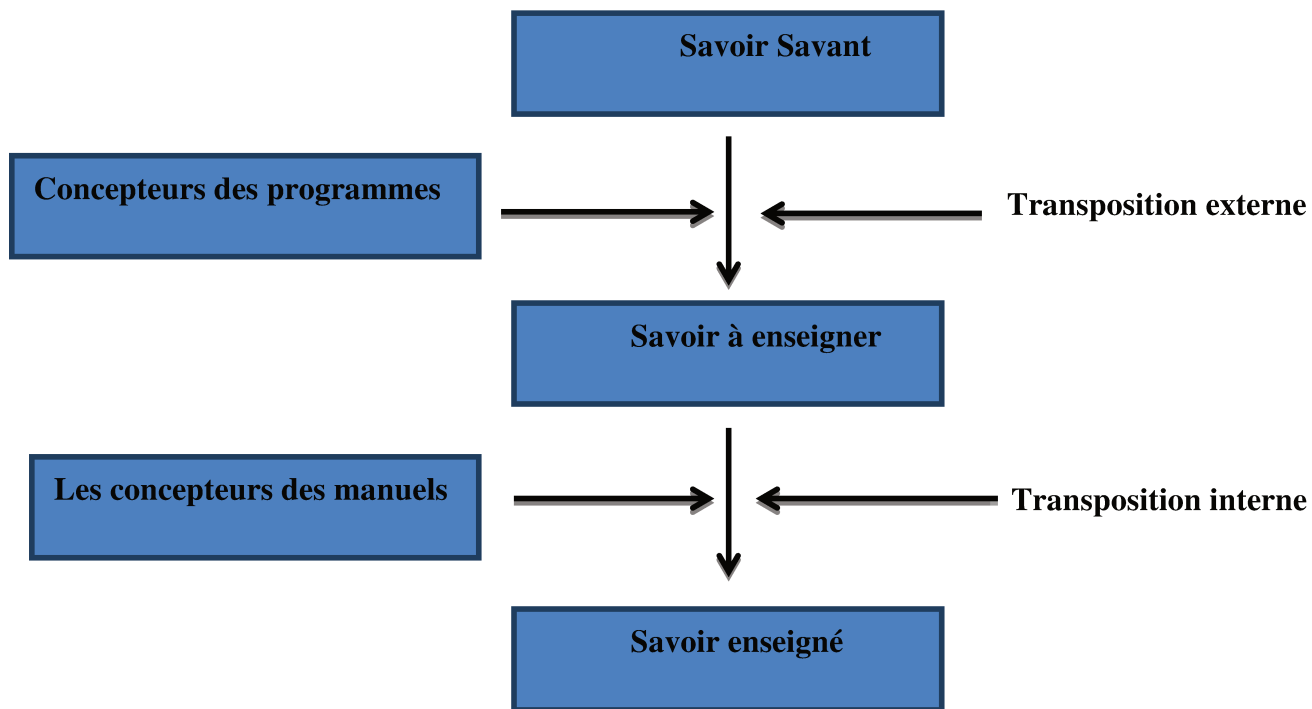 Savoir Savant
Concepteurs des programmes
Transposition externe
Savoir à enseigner
Les concepteurs des manuels
Transposition interne
Savoir enseigné